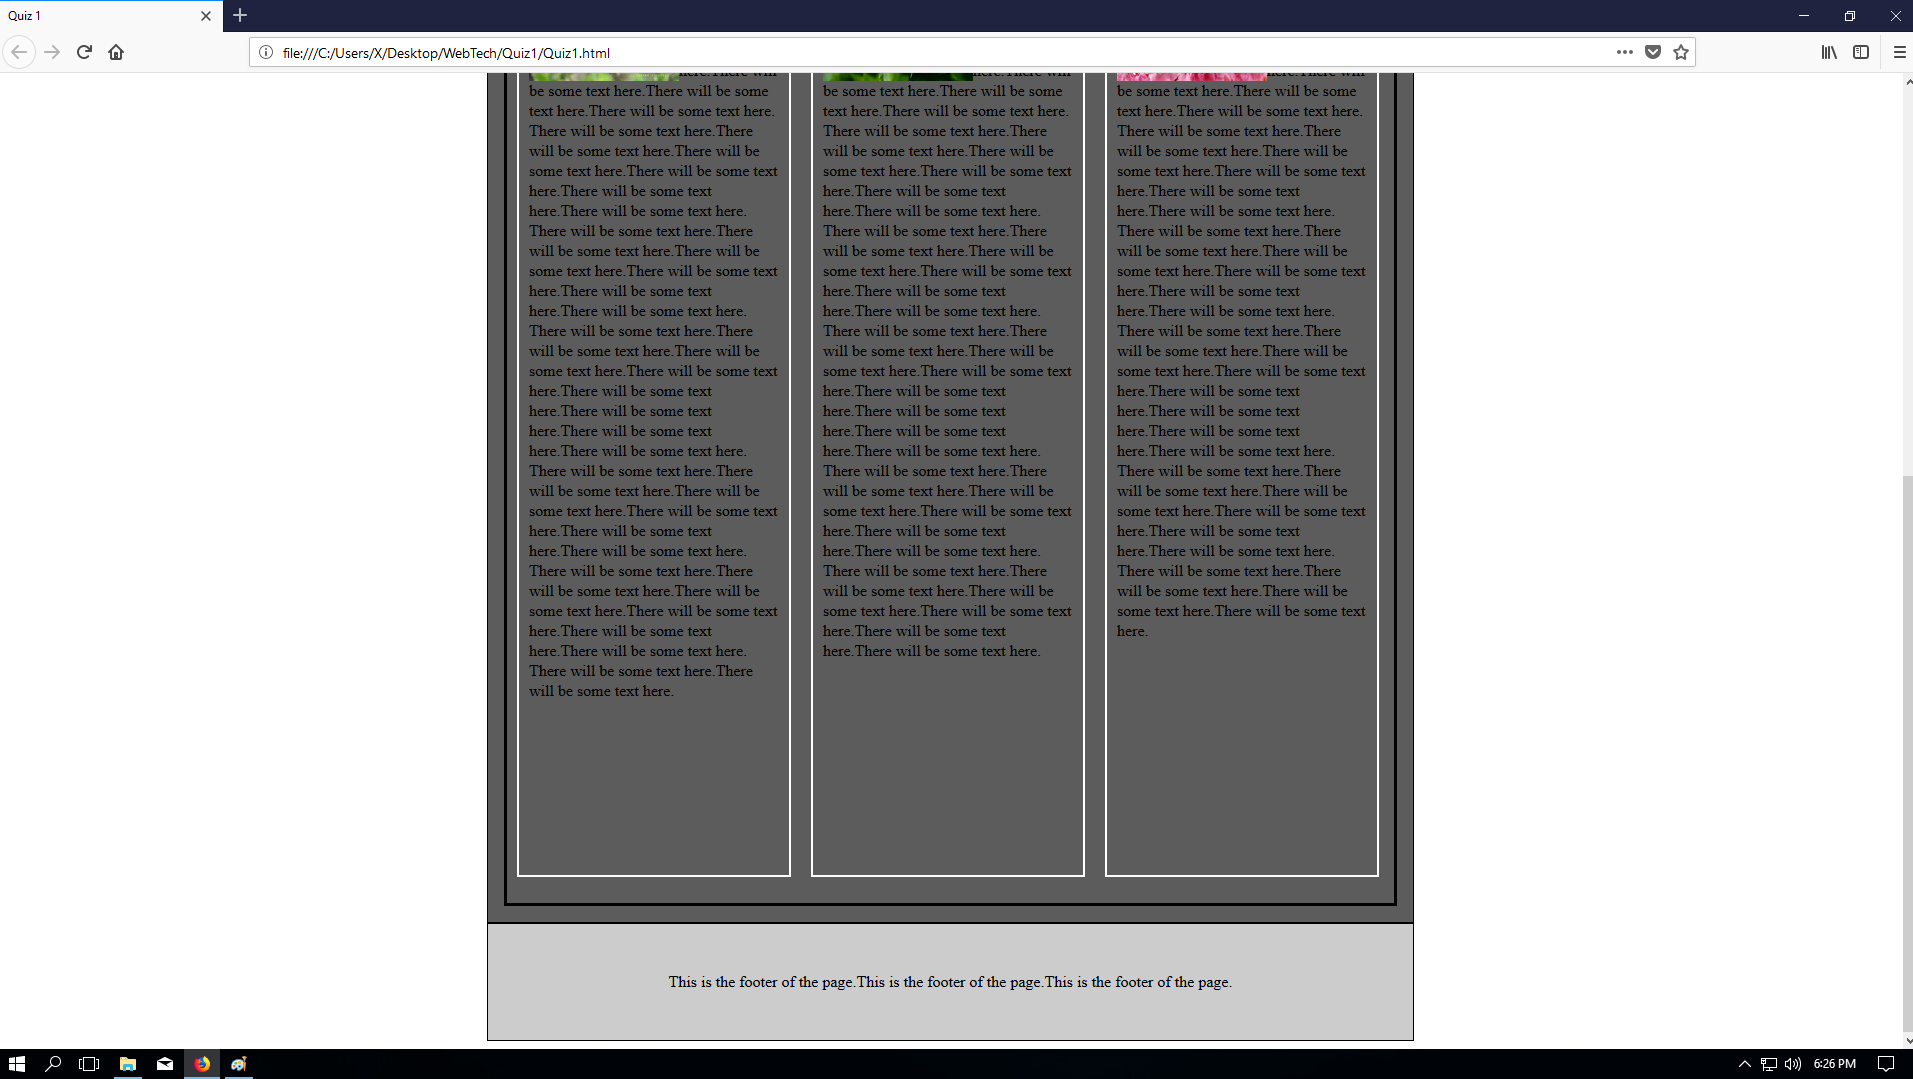 Quiz 1
file:///C:/Users/X/Desktop/WebTech/Quiz1/Quiz1.html
here.There will
be some text here.There will be some
text here.There will be some text here.
There will be some text here.There
will be some text here.There will be
some text here.There will be some text
here.There will be some text
here.There will be some text here.
There will be some text here.There
will be some text here.There will be
some text here.There will be some text
here.There will be some text
here.There will be some text here.
There will be some text here.There
will be some text here.There will be
some text here.There will be some text
here.There will be some text
here.There will be some text
here.There will be some text
here.There will be some text here.
There will be some text here.There
will be some text here.There will be
some text here.There will be some text
here.There will be some text
here.There will be some text here.
There will be some text here.There
will be some text here.There will be
some text here.There will be some text
here.There will be some text
here.There will be some text here.
There will be some text here.There
will be some text here.
here.There will
be some text here.There will be some
text here.There will be some text here.
There will be some text here.There
will be some text here.There will be
some text here.There will be some text
here.There will be some text
here.There will be some text here.
There will be some text here.There
will be some text here.There will be
some text here.There will be some text
here.There will be some text
here.There will be some text here.
There will be some text here.There
will be some text here.There will be
some text here.There will be some text
here.There will be some text
here.There will be some text
here.There will be some text
here.There will be some text here.
There will be some text here.There
will be some text here.There will be
some text here.There will be some text
here.There will be some text
here.There will be some text here.
There will be some text here.There
will be some text here.There will be
some text here.There will be some text
here.There will be some text
here.There will be some text here.
here.There will
be some text here.There will be some
text here.There will be some text here.
There will be some text here.There
will be some text here.There will be
some text here.There will be some text
here.There will be some text
here.There will be some text here.
There will be some text here.There
will be some text here.There will be
some text here.There will be some text
here.There will be some text
here.There will be some text here.
There will be some text here.There
will be some text here.There will be
some text here.There will be some text
here.There will be some text
here.There will be some text
here.There will be some text
here.There will be some text here.
There will be some text here.There
will be some text here.There will be
some text here.There will be some text
here.There will be some text
here.There will be some text here.
There will be some text here.There
will be some text here.There will be
some text here.There will be some text
here.
This is the footer of the page.This is the footer of the page.This is the footer of the page.
6:26 PM